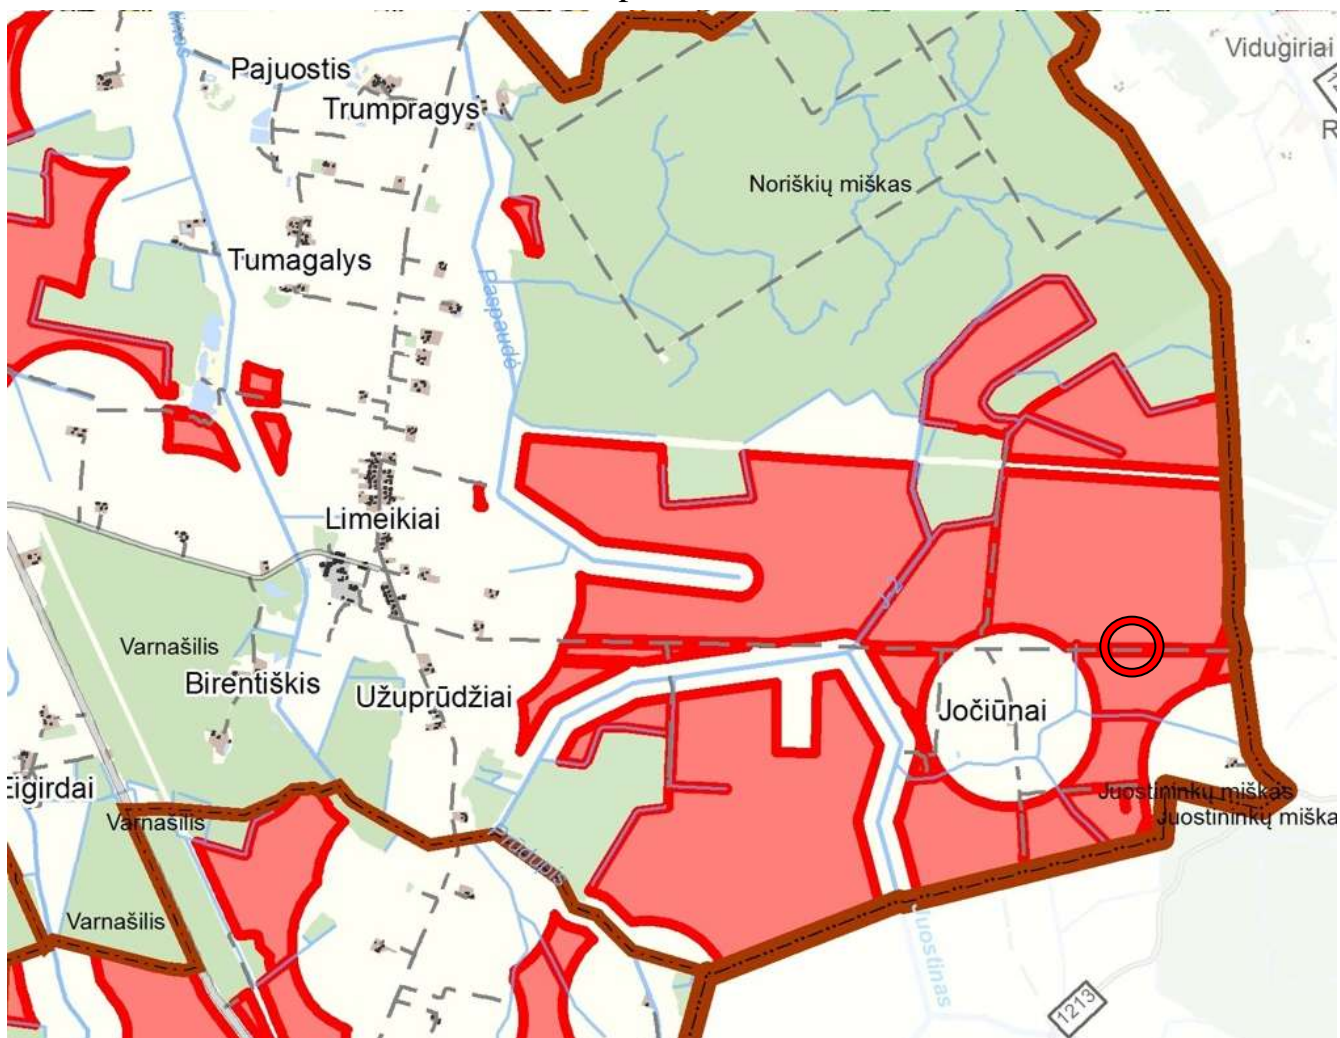 Vidugiriai
Pajuostis
Trumpragys
Noriškių miškas
Tumagalys
Paspaudė
Limeikiai
Varnašilis
Birentiškis
Užuprūdžiai
Jočiūnai
Eigirdai
Juostininkų miškas
Varnašilis
Juostininkų miška
Prūdupis
Varnašilis
Juostinas
1213